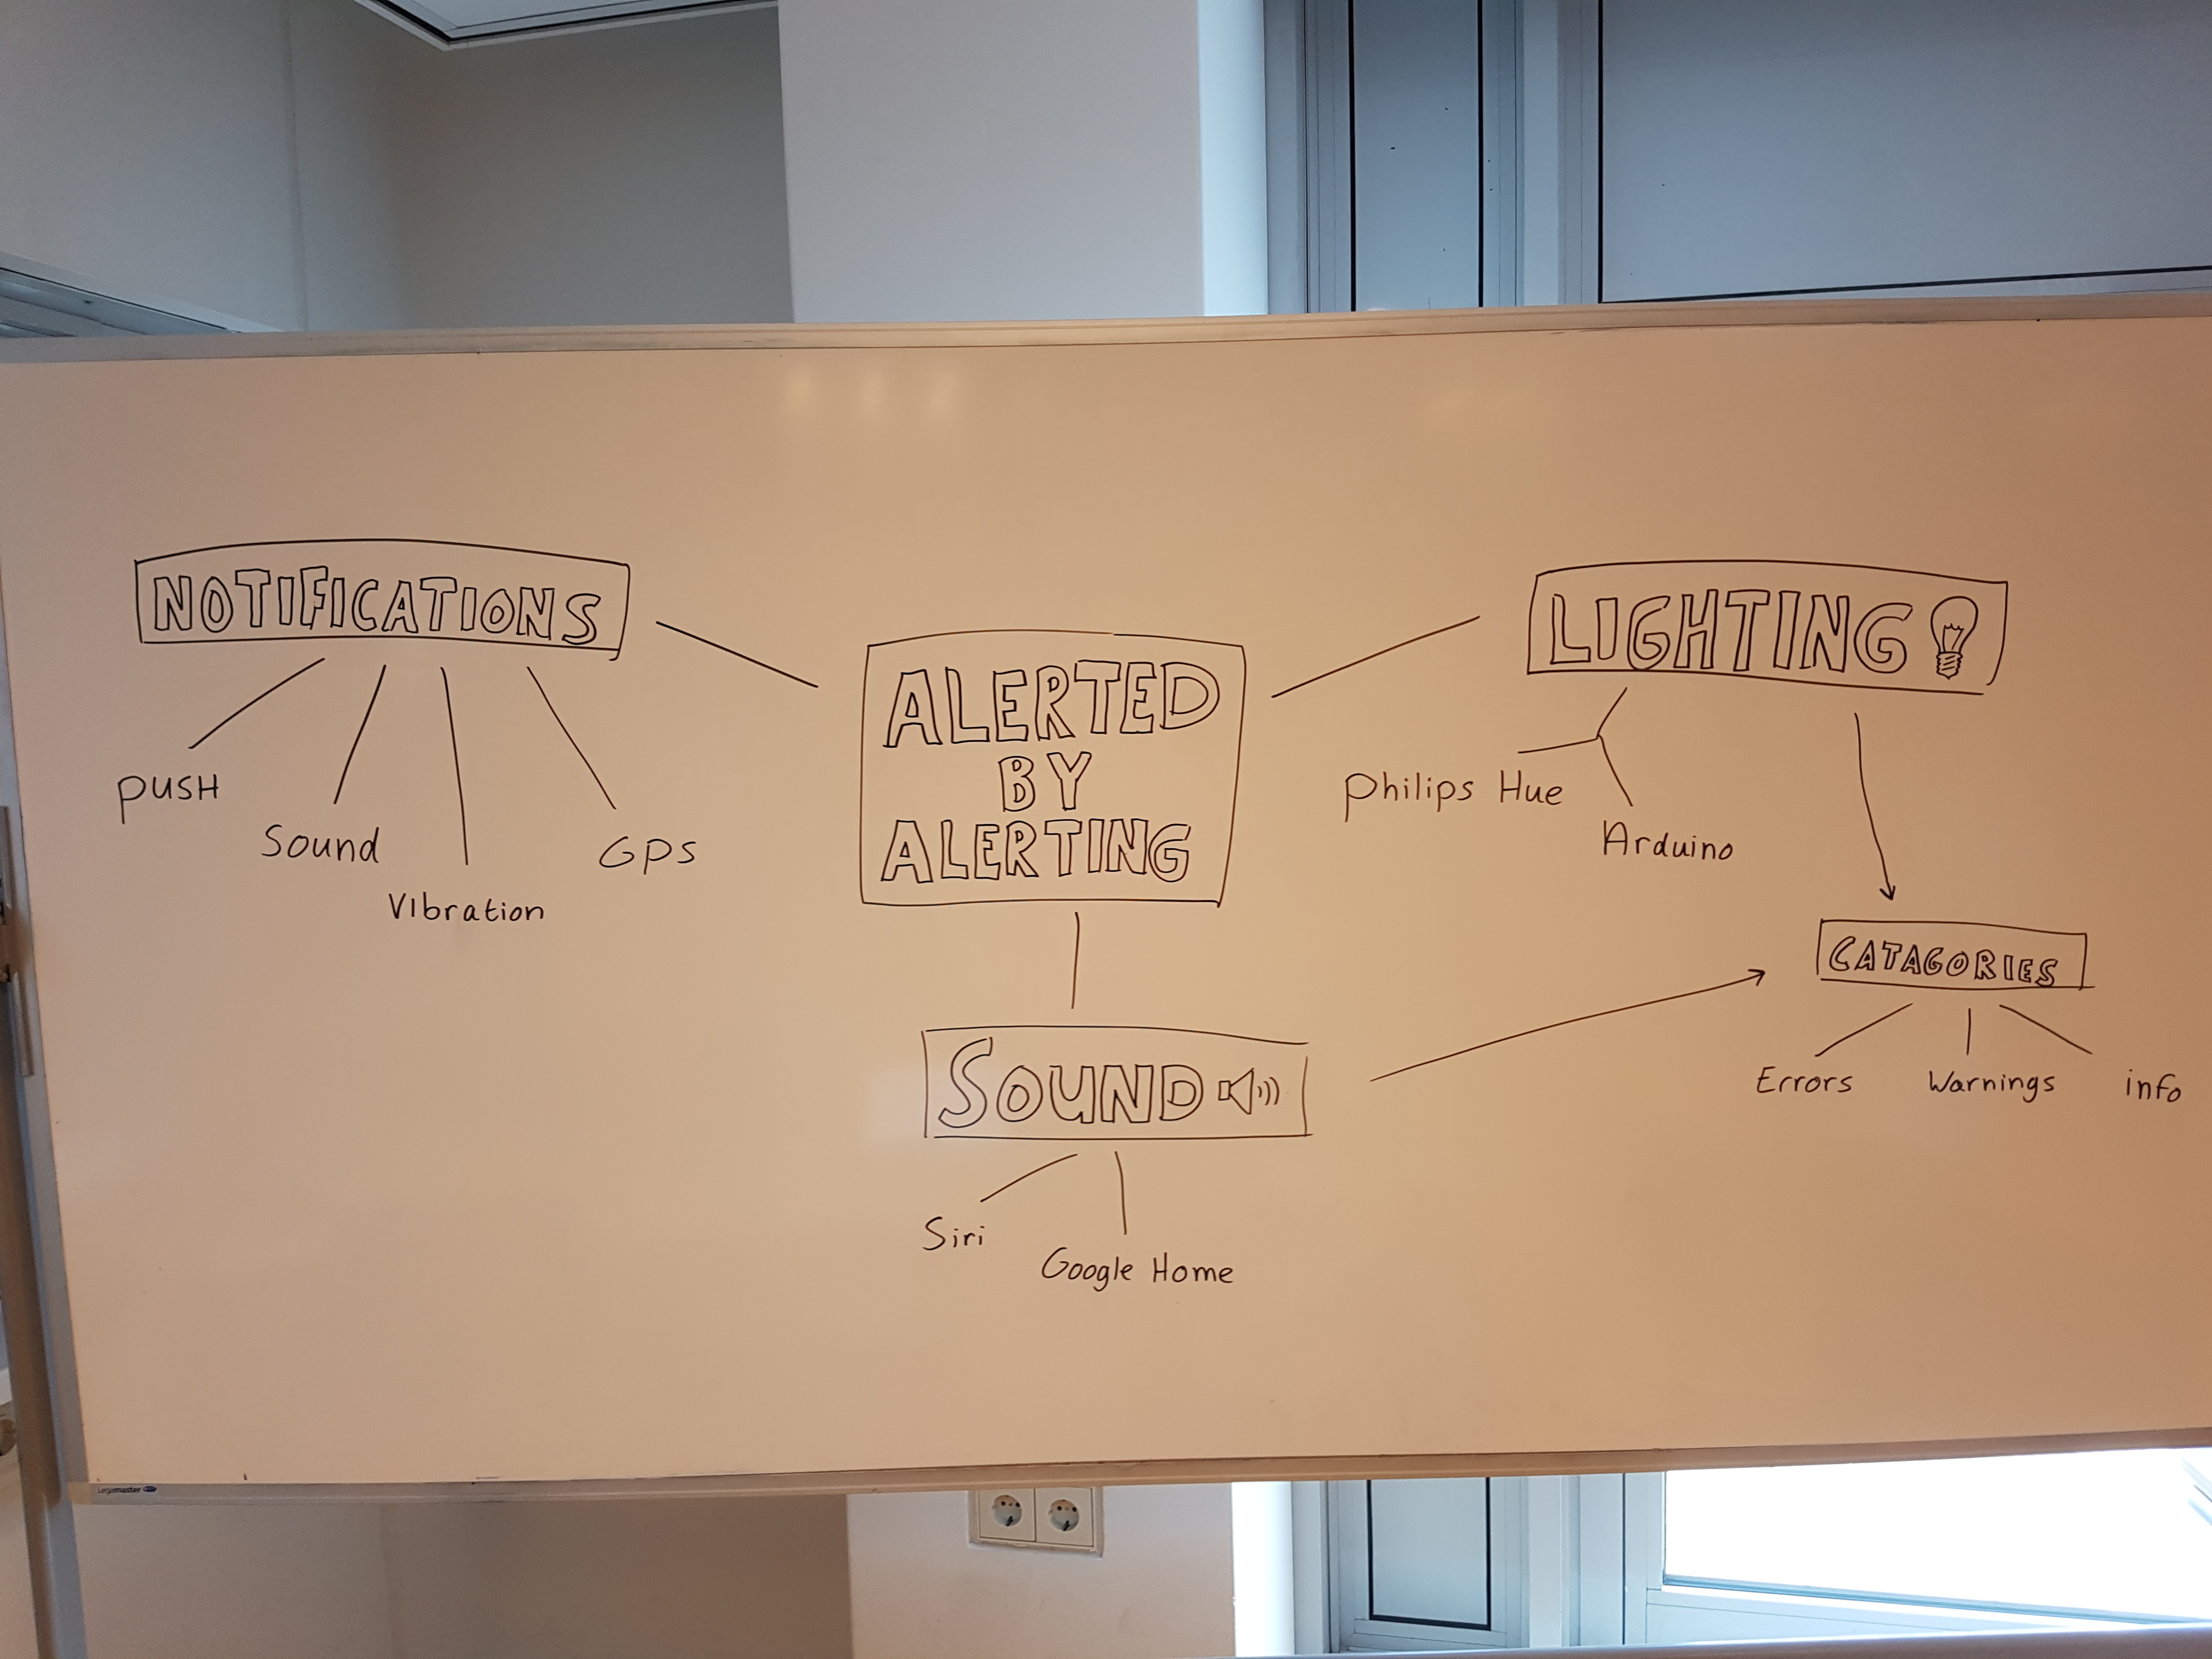 NOTIFICATIONS
PUSH
Sound
Vibration
GPS
ALERTED
BY
ALERTING
LIGHTING
Philips Hue
Arduino
CATAGORIES
Errors
Warnings
info
SOUND
Siri
Google Home
Legamaster